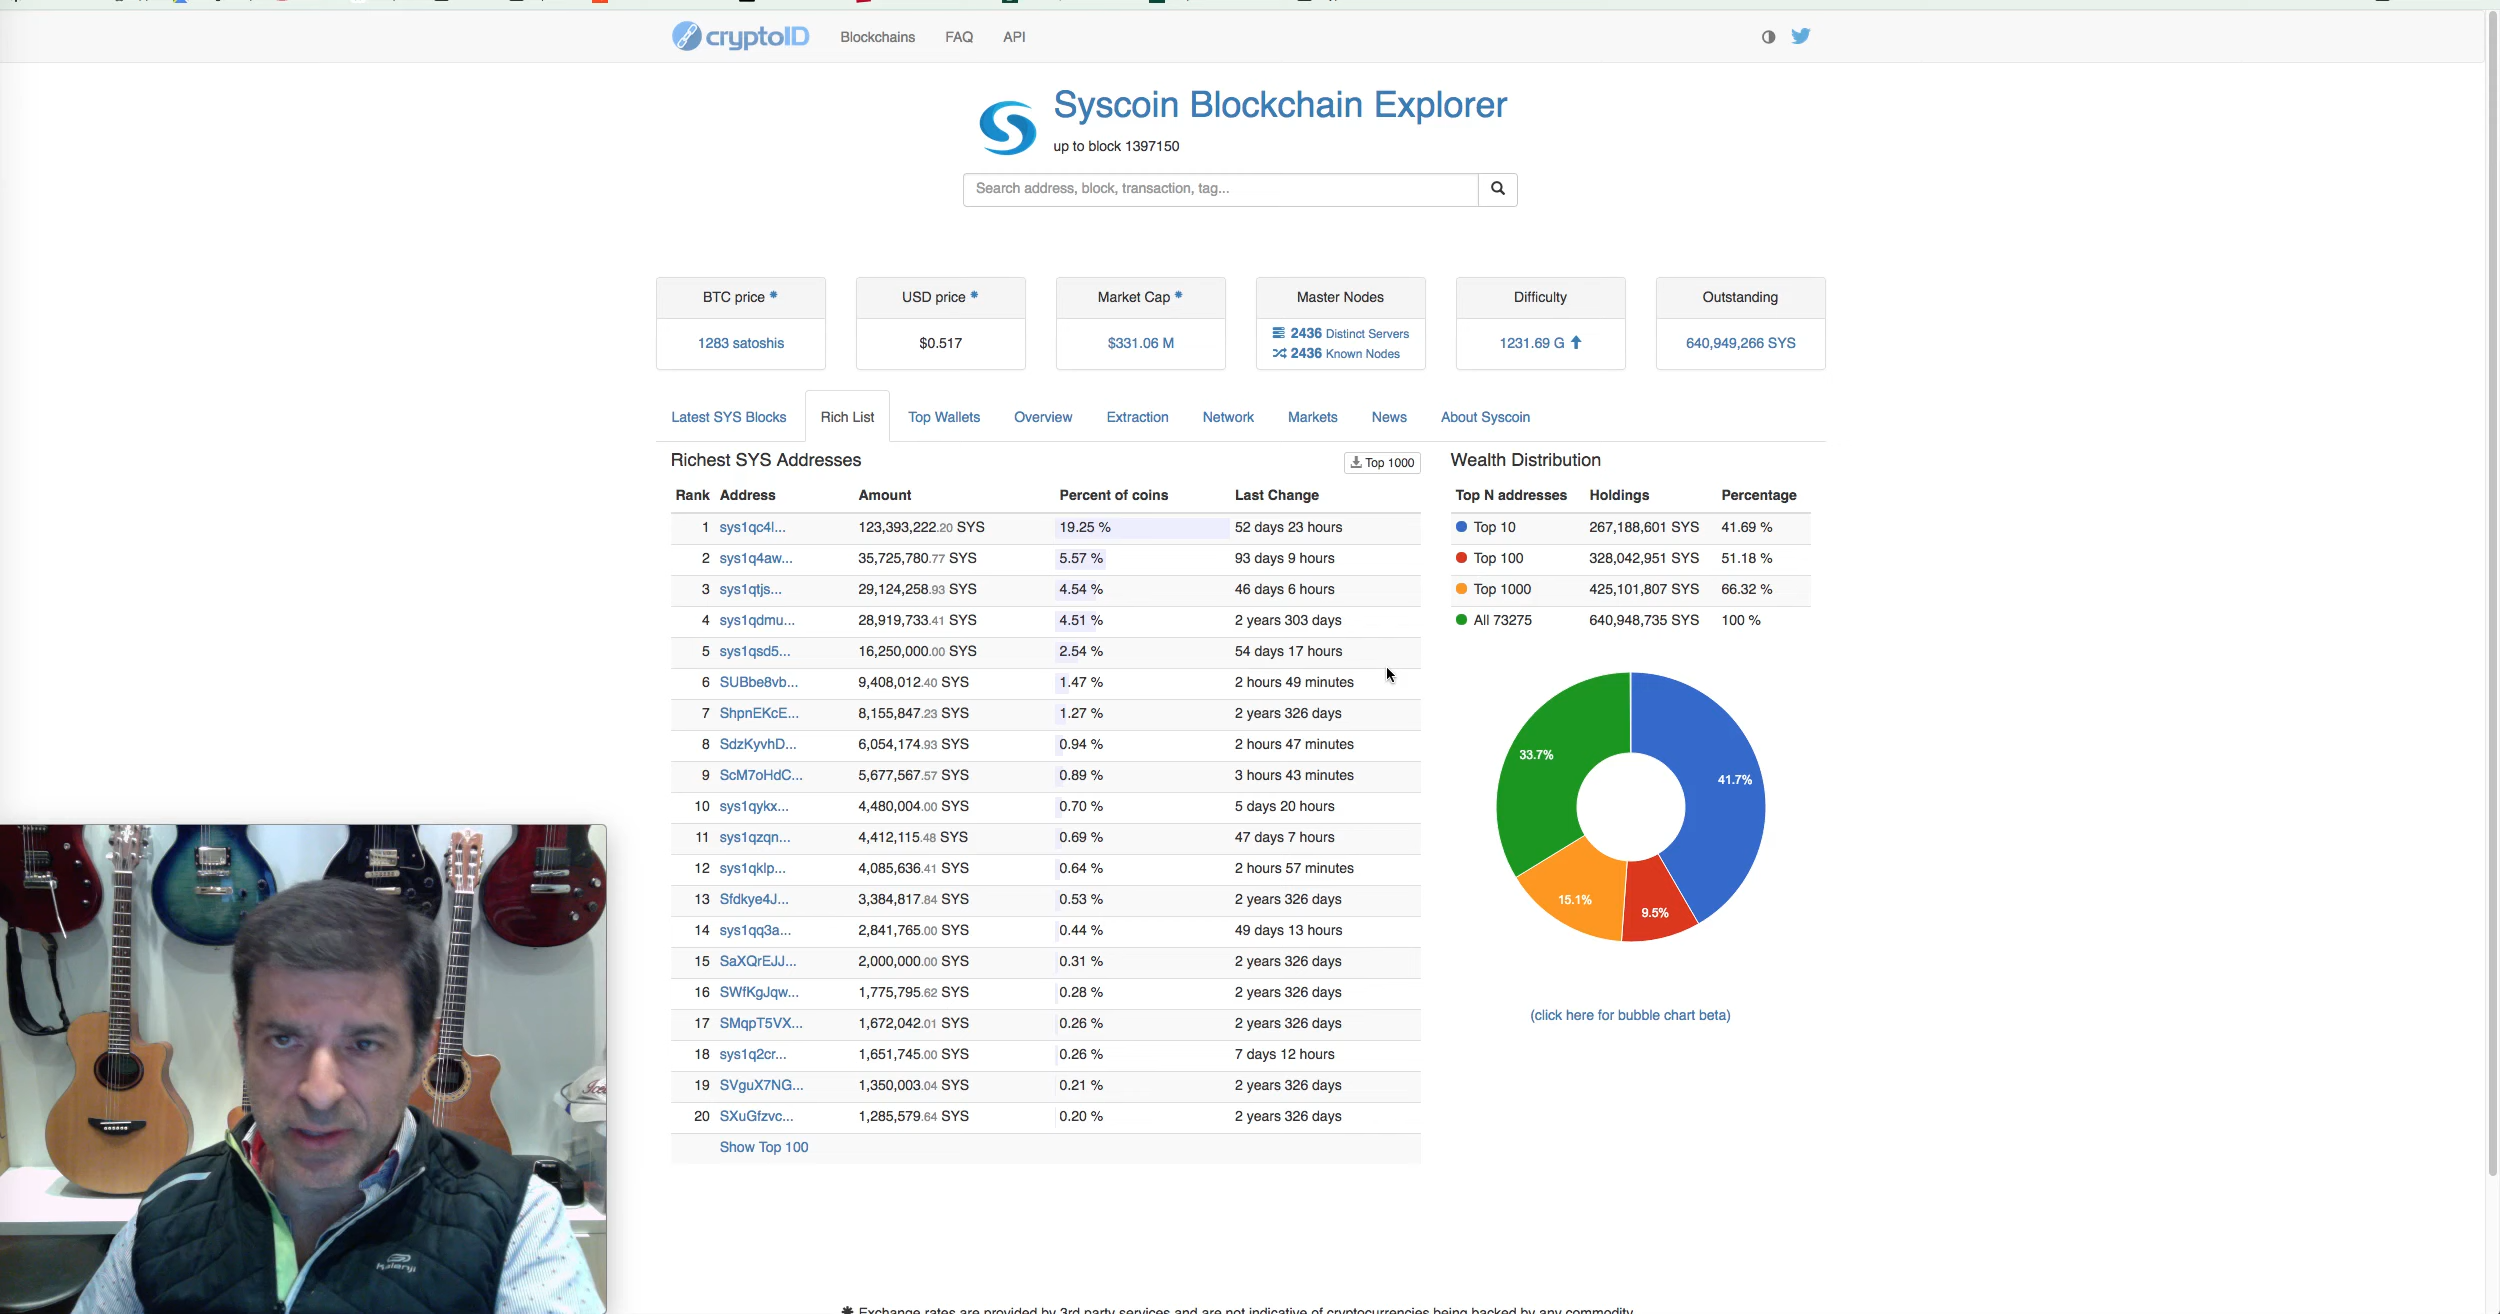 cryptoID Blockchains FAQ API
Syscoin Blockchain Explorer
up to block 1397150
Search address, block, transaction, tag...
BTC price * USD price * Market Cap * Master Nodes Difficulty Outstanding
1283 satoshis $0.517 $331.06 M 2436 Distinct Servers 1231.69 G 640,949,266 SYS
2436 Known Nodes
Latest SYS Blocks Rich List Top Wallets Overview Extraction Network Markets News About Syscoin
Richest SYS Addresses Top 1000
Rank Address Amount Percent of coins Last Change
1 sys1qc4l... 123,393,222.20 SYS 19.25 % 52 days 23 hours
2 sys1q4aw... 35,725,780.77 SYS 5.57 % 93 days 9 hours
3 sys1qtjs... 29,124,258.93 SYS 4.54 % 46 days 6 hours
4 sys1qdmu... 28,919,733.41 SYS 4.51 % 2 years 303 days
5 sys1qsd5... 16,250,000.00 SYS 2.54 % 54 days 17 hours
6 SUBbe8vb... 9,408,012.40 SYS 1.47 % 2 hours 49 minutes
7 ShpnEKcE... 8,155,847.23 SYS 1.27 % 2 years 326 days
8 SdzKyvhD... 6,054,174.93 SYS 0.94 % 2 hours 47 minutes
9 ScM7oHdC... 5,677,567.57 SYS 0.89 % 3 hours 43 minutes
10 sys1qykx... 4,480,004.00 SYS 0.70 % 5 days 20 hours
11 sys1qzqn... 4,412,115.48 SYS 0.69 % 47 days 7 hours
12 sys1qklp... 4,085,636.41 SYS 0.64 % 2 hours 57 minutes
13 Sfdkye4J... 3,384,817.84 SYS 0.53 % 2 years 326 days
14 sys1qq3a... 2,841,765.00 SYS 0.44 % 49 days 13 hours
15 SaXQrEJJ... 2,000,000.00 SYS 0.31 % 2 years 326 days
16 SWfKgJqw... 1,775,795.62 SYS 0.28 % 2 years 326 days
17 SMqpT5VX... 1,672,042.01 SYS 0.26 % 2 years 326 days
18 sys1q2cr... 1,651,745.00 SYS 0.26 % 7 days 12 hours
19 SVguX7NG... 1,350,003.04 SYS 0.21 % 2 years 326 days
20 SXuGfzvc... 1,285,579.64 SYS 0.20 % 2 years 326 days
Show Top 100
Wealth Distribution
Top N addresses Holdings Percentage
Top 10 267,188,601 SYS 41.69 %
Top 100 328,042,951 SYS 51.18 %
Top 1000 425,101,807 SYS 66.32 %
All 73275 640,948,735 SYS 100 %
33.7%
41.7%
15.1%
9.5%
(click here for bubble chart beta)
Kalenji
* Exchange rates are provided by 3rd party services and are not indicative of cryptocurrencies being backed by any commodity